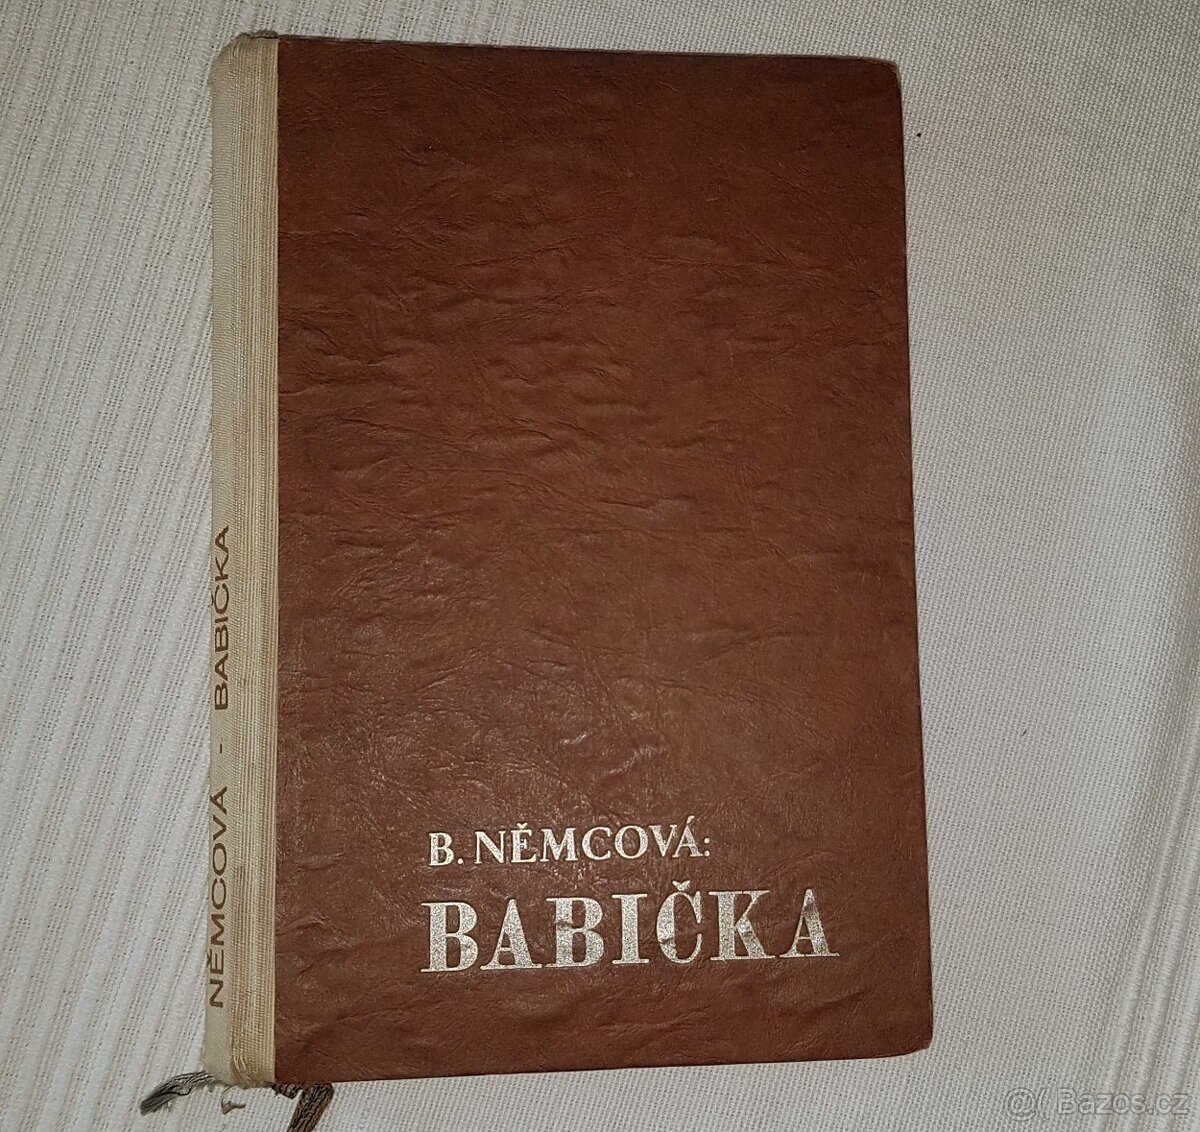 NĚMCOVÁ - BABIČKA
B. NĚMCOVÁ:
BABIČKA
@( Bazos.cz